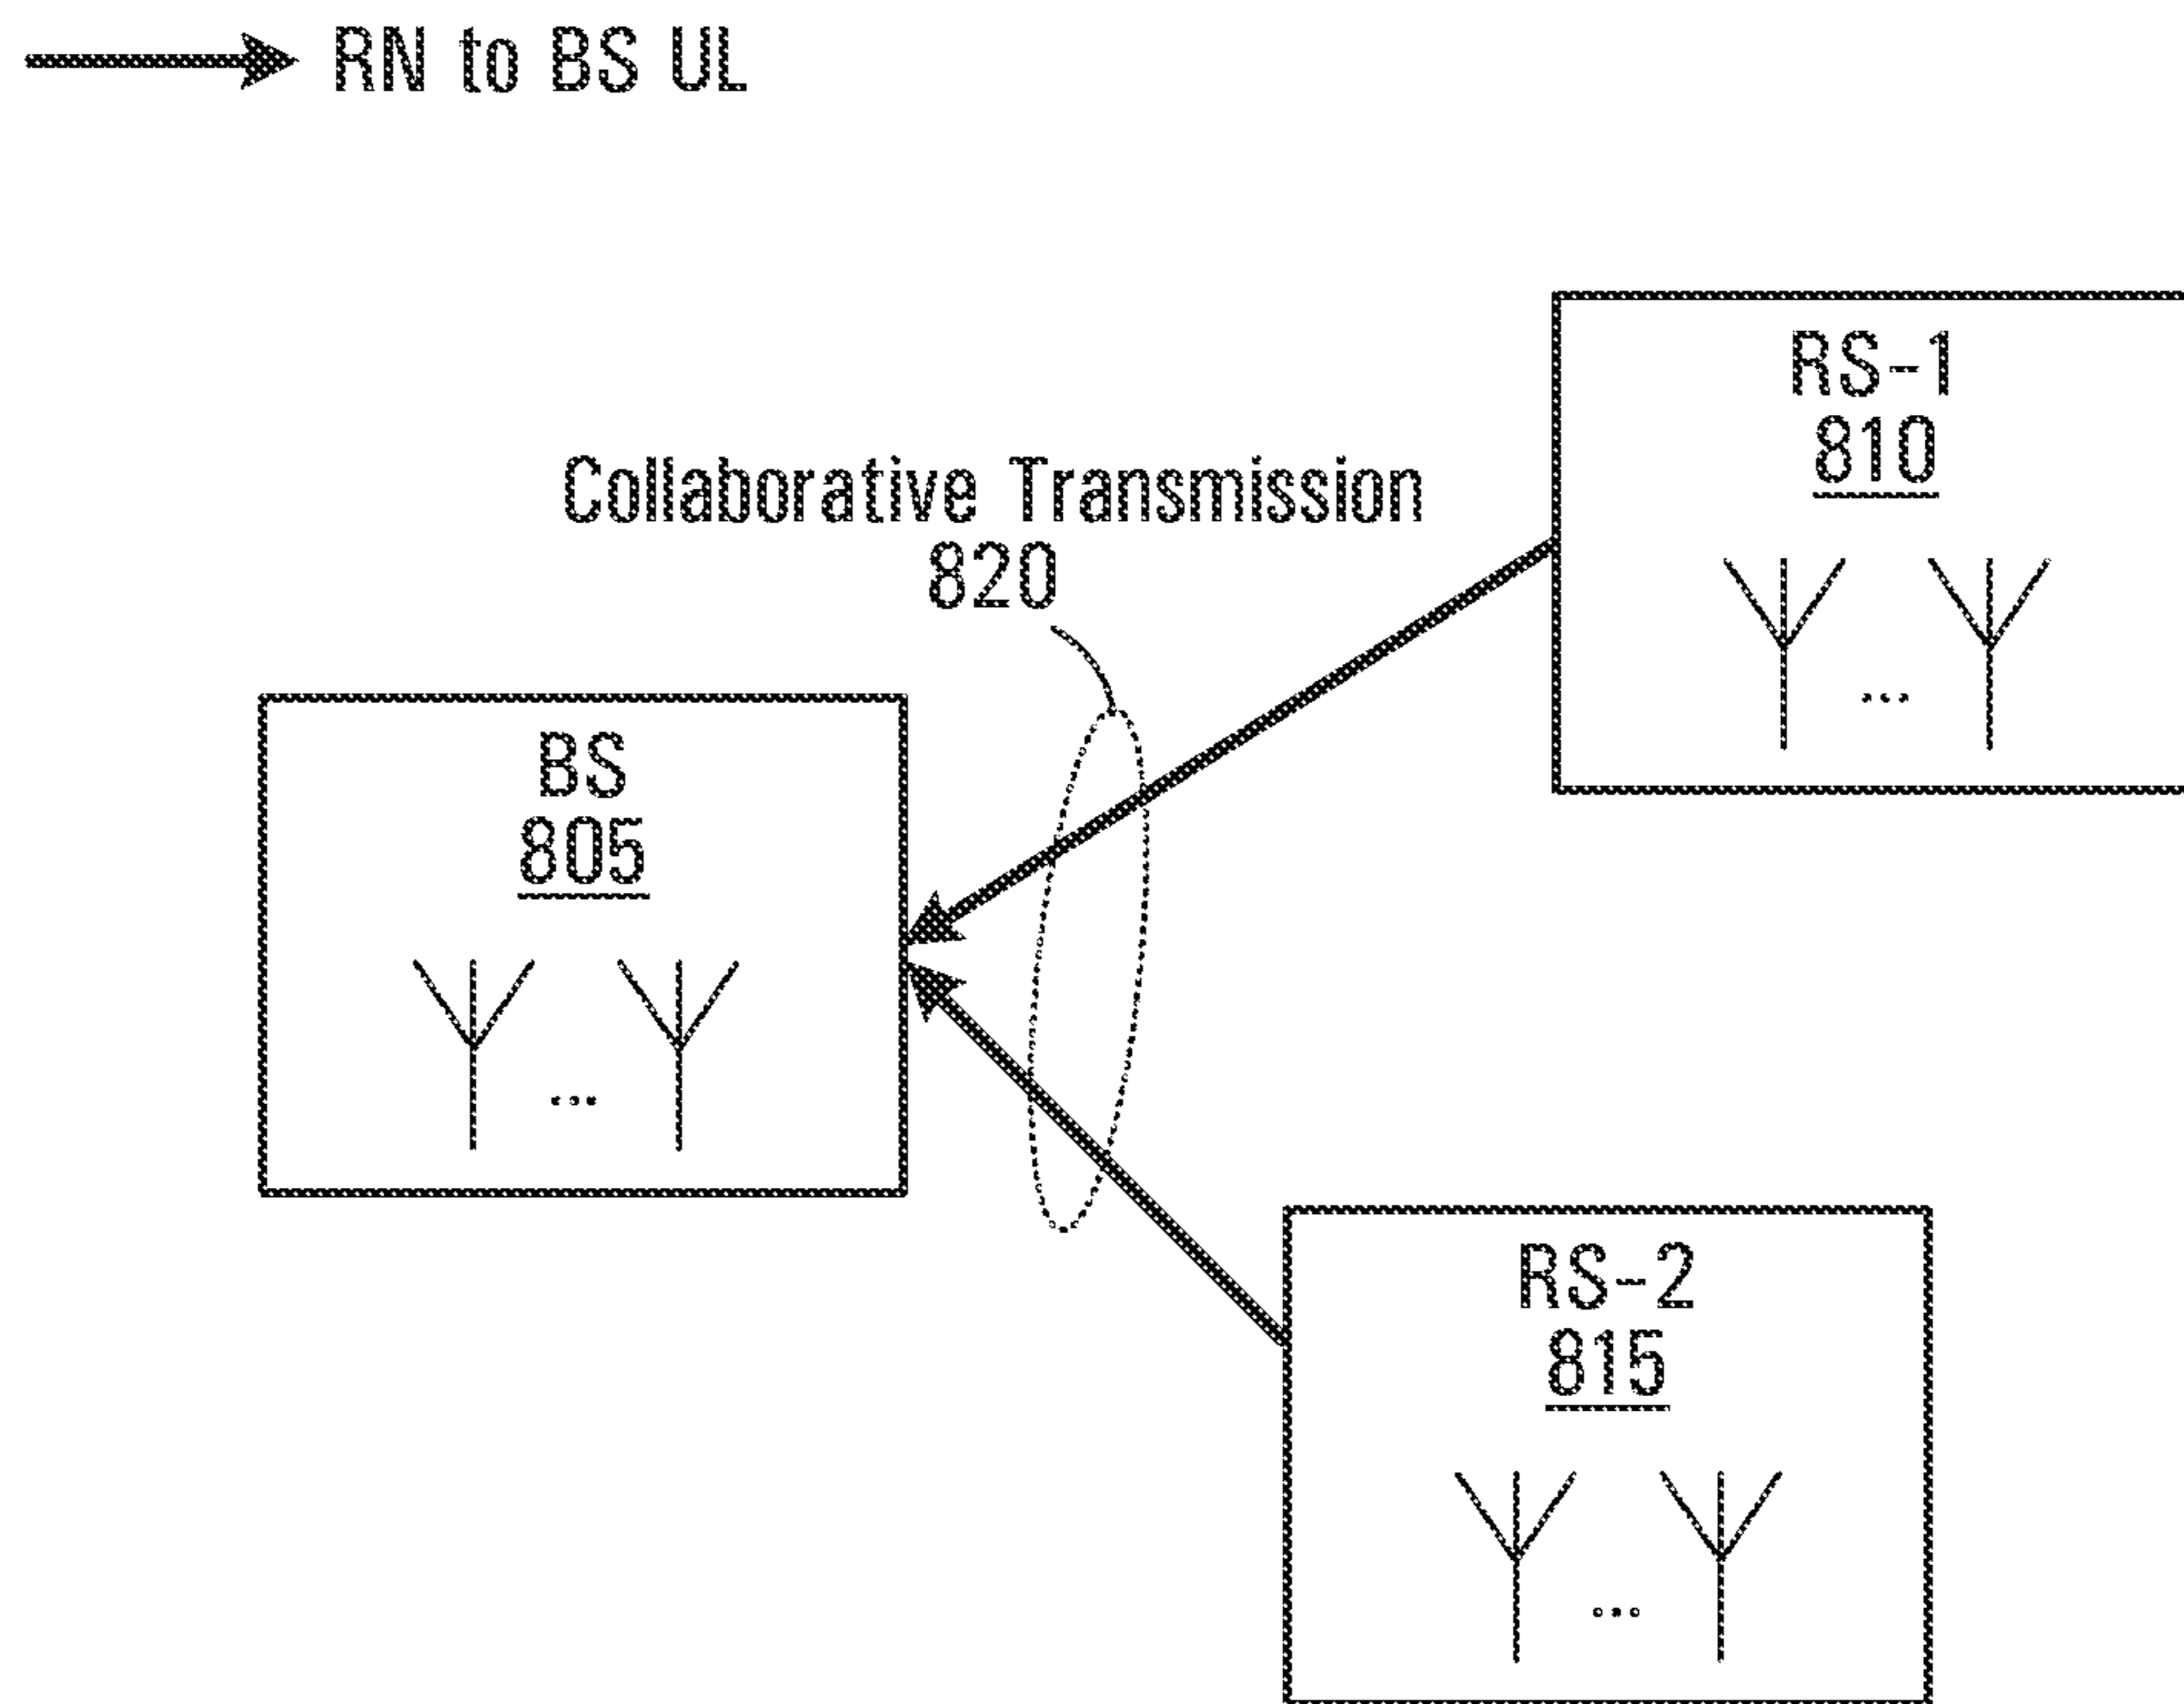 RN to BS UL
RS-1
810
Collaborative Transmission
820
BS
805
...
...
RS-2
815
...